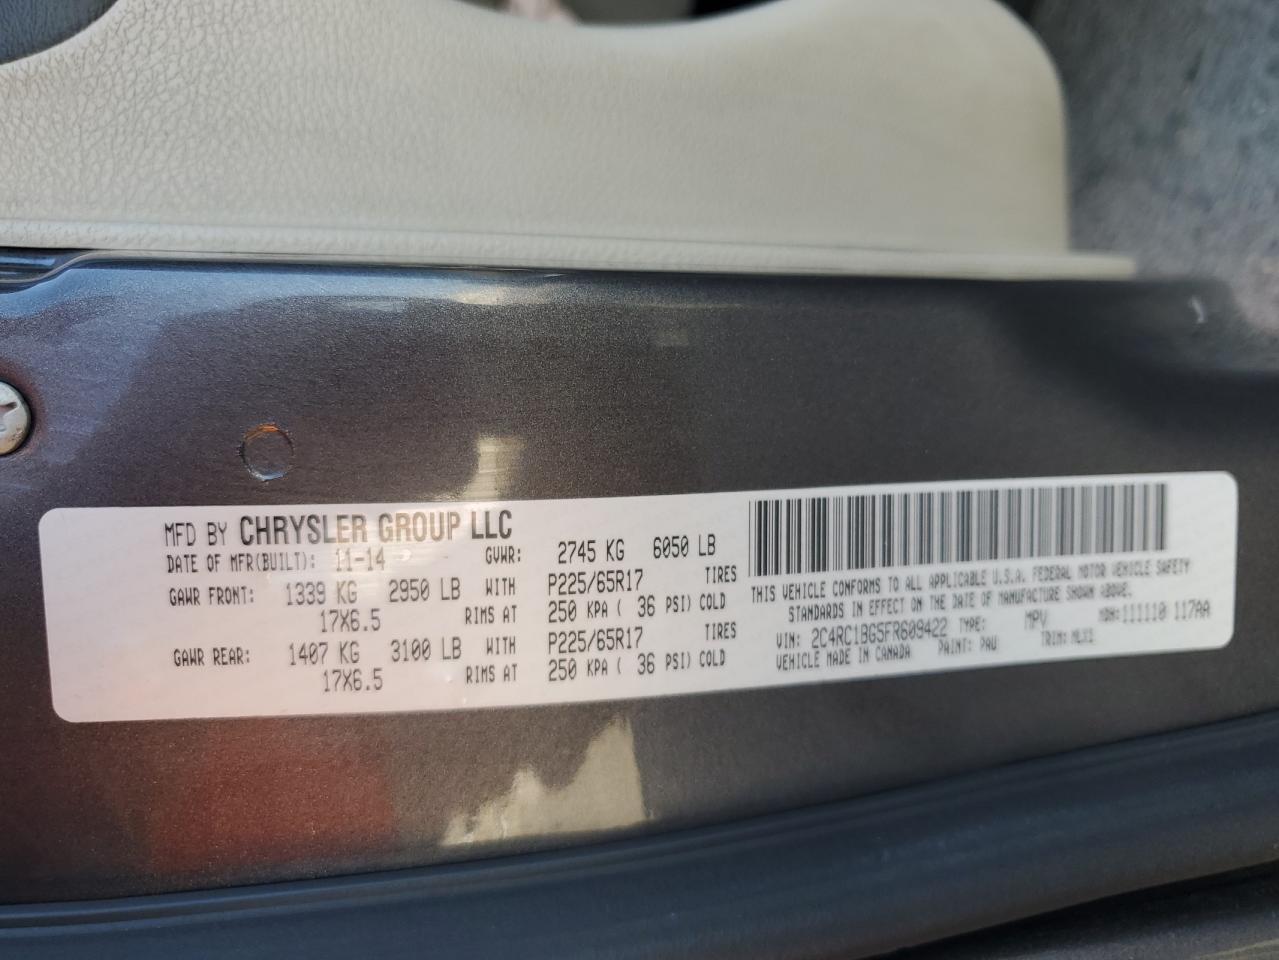 MFD BY CHRYSLER GROUP LLC
DATE OF MFR(BUILT): 11-14 GVWR: 2745 KG 6050 LB
GAWR FRONT: 1339 KG 2950 LB WITH P225/65R17 TIRES
17X6.5 RIMS AT 250 KPA ( 36 PSI) COLD
GAWR REAR: 1407 KG 3100 LB WITH P225/65R17 TIRES
17X6.5 RIMS AT 250 KPA ( 36 PSI) COLD
THIS VEHICLE CONFORMS TO ALL APPLICABLE U.S.A. FEDERAL MOTOR VEHICLE SAFETY
STANDARDS IN EFFECT ON THE DATE OF MANUFACTURE SHOWN ABOVE.
VIN: 2C4RC1BG5FR609422 TYPE: MPV MDH:111110 117AA
VEHICLE MADE IN CANADA PAINT: PAU TRIM: